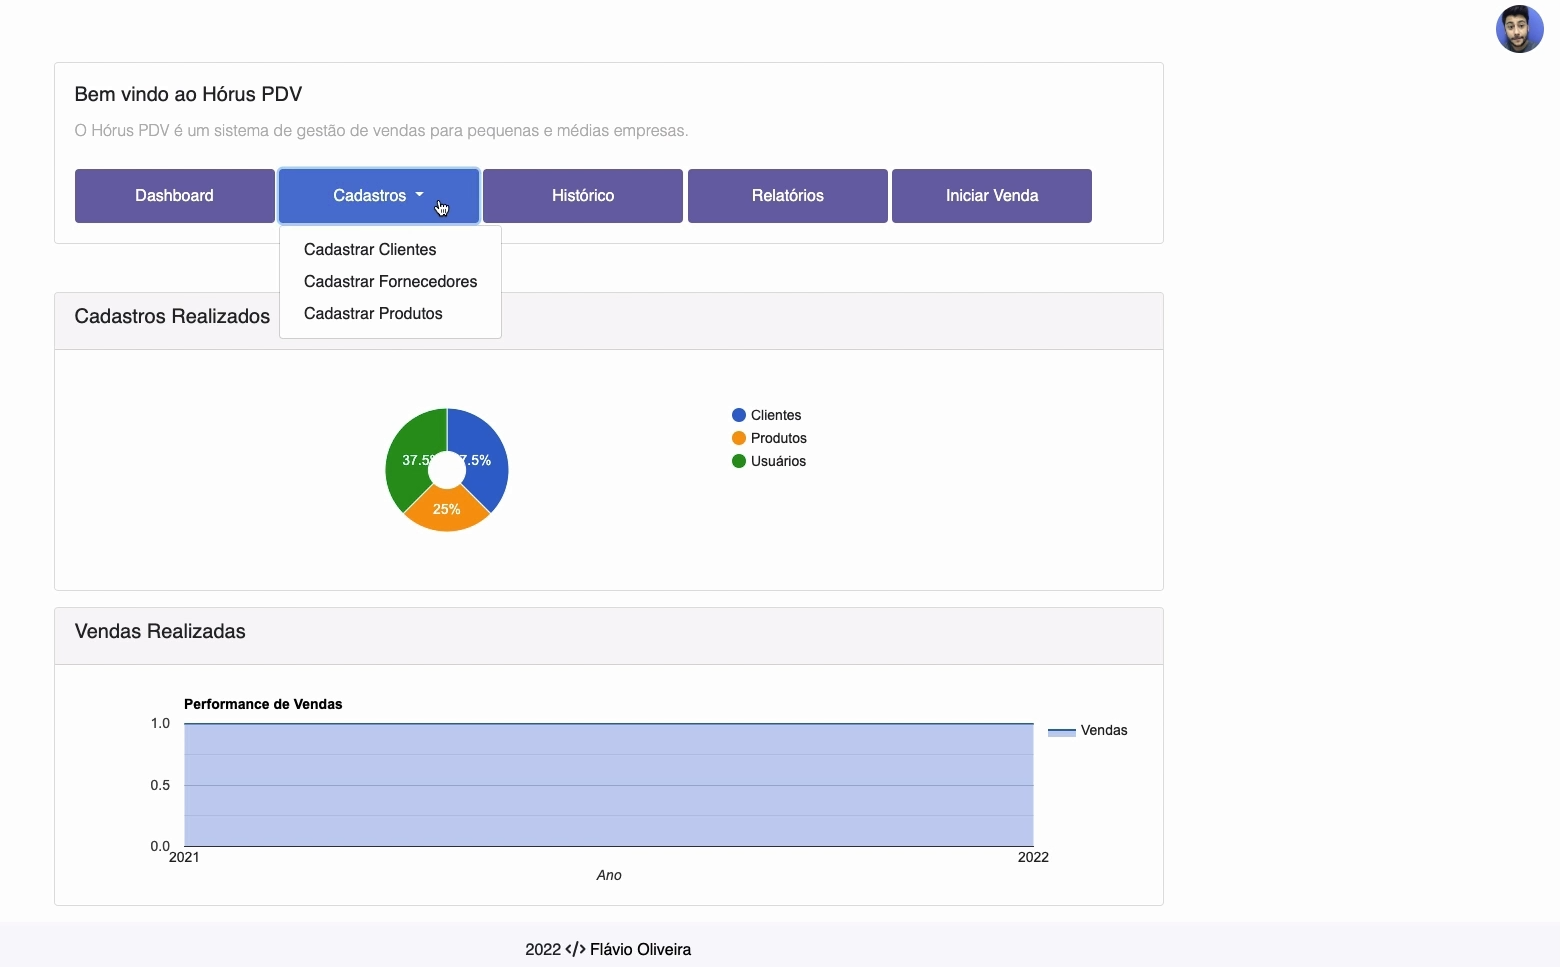 Bem vindo ao Hórus PDV
O Hórus PDV é um sistema de gestão de vendas para pequenas e médias empresas.
Dashboard
Cadastros
Histórico
Relatórios
Iniciar Venda
Cadastrar Clientes
Cadastrar Fornecedores
Cadastrar Produtos
Cadastros Realizados
37.5%
7.5%
25%
Clientes
Produtos
Usuários
Vendas Realizadas
Performance de Vendas
1.0
0.5
0.0
2021
2022
Ano
Vendas
2022 </> Flávio Oliveira